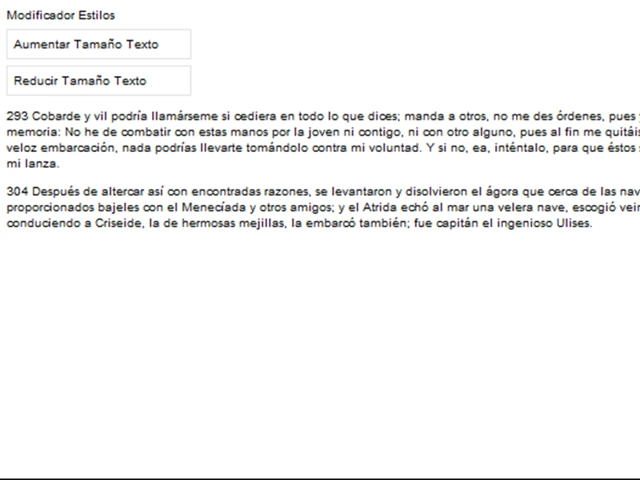 Modificador Estilos
Aumentar Tamaño Texto
Reducir Tamaño Texto
293 Cobarde y vil podría llamárseme si cediera en todo lo que dices; manda a otros, no me des órdenes, pues
memoria: No he de combatir con estas manos por la joven ni contigo, ni con otro alguno, pues al fin me
veloz embarcación, nada podrías llevarte tomándolo contra mi voluntad. Y si no, ea, inténtalo, para que éstos
mi lanza.
304 Después de altercar así con encontradas razones, se levantaron y disolvieron el ágora que cerca de las
proporcionados bajeles con el Menecíada y otros amigos; y el Atrida echó al mar una velera nave, escogió
conduciendo a Criseide, la de hermosas mejillas, la embarcó también; fue capitán el ingenioso Ulises.